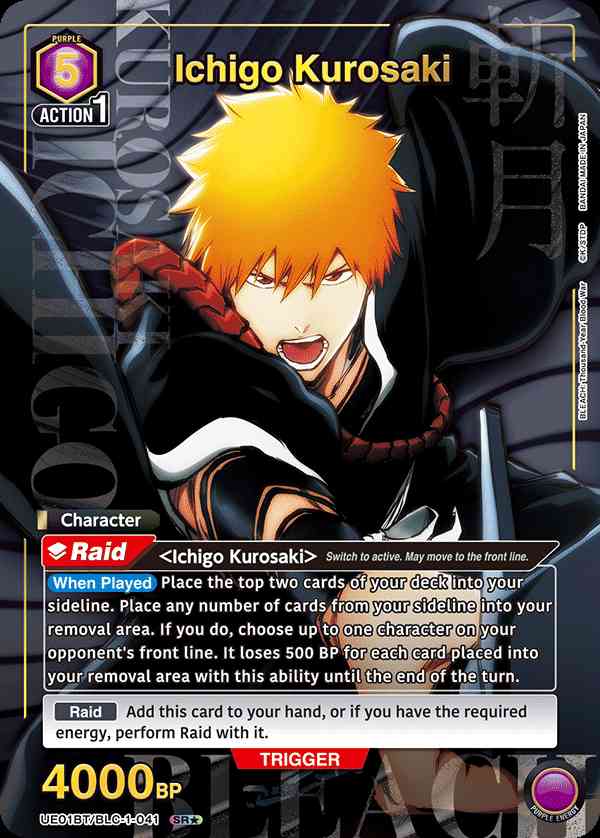 PURPLE
5
ACTION 1
Ichigo Kurosaki
斬月
KUROSAKI
ICHIGO
BANDAI MADE IN JAPAN
©K/STDP
BLEACH: Thousand-Year Blood War
Character
Raid <Ichigo Kurosaki> Switch to active. May move to the front line.
When Played Place the top two cards of your deck into your
sideline. Place any number of cards from your sideline into your
removal area. If you do, choose up to one character on your
opponent's front line. It loses 500 BP for each card placed into
your removal area with this ability until the end of the turn.
Raid Add this card to your hand, or if you have the required
energy, perform Raid with it.
TRIGGER
4000 BP
BLEACH
UE01BT/BLC-1-041 SR★
PURPLE ENERGY